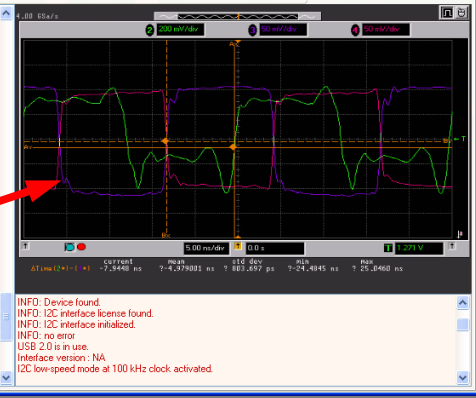 4.00 GSa/s
2 200 mV/div 3 50 mV/div 4 50 mV/div
Ay
Bx
T
5.00 ns/div 0.0 s T 1.271 V
current mean std dev min max
ΔTime(2)-( ) -7.9448 ns ?-4.979001 ns ? 803.697 ps ?-24.4845 ns ? 25.0460 ns
INFO: Device found.
INFO: I2C interface license found.
INFO: I2C interface initialized.
INFO: no error
USB 2.0 is in use.
Interface version : NA
I2C low-speed mode at 100 kHz clock activated.